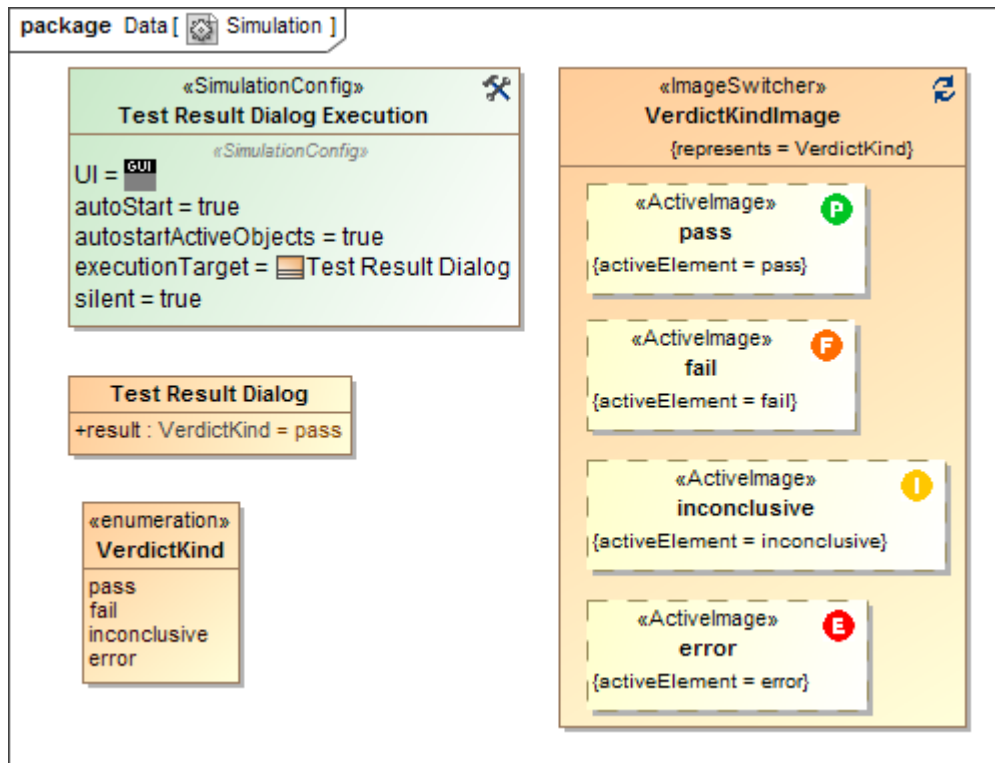 package Data [ Simulation ]
«SimulationConfig»
Test Result Dialog Execution
«SimulationConfig»
UI = GUI
autoStart = true
autostartActiveObjects = true
executionTarget = Test Result Dialog
silent = true
Test Result Dialog
+result : VerdictKind = pass
«enumeration»
VerdictKind
pass
fail
inconclusive
error
«ImageSwitcher»
VerdictKindImage
{represents = VerdictKind}
«ActiveImage» P
pass
{activeElement = pass}
«ActiveImage» F
fail
{activeElement = fail}
«ActiveImage» I
inconclusive
{activeElement = inconclusive}
«ActiveImage» E
error
{activeElement = error}